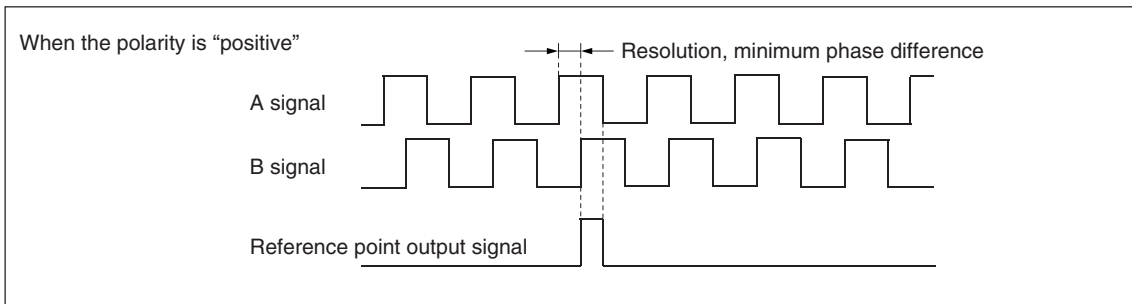 When the polarity is “positive”
Resolution, minimum phase difference
A signal
B signal
Reference point output signal